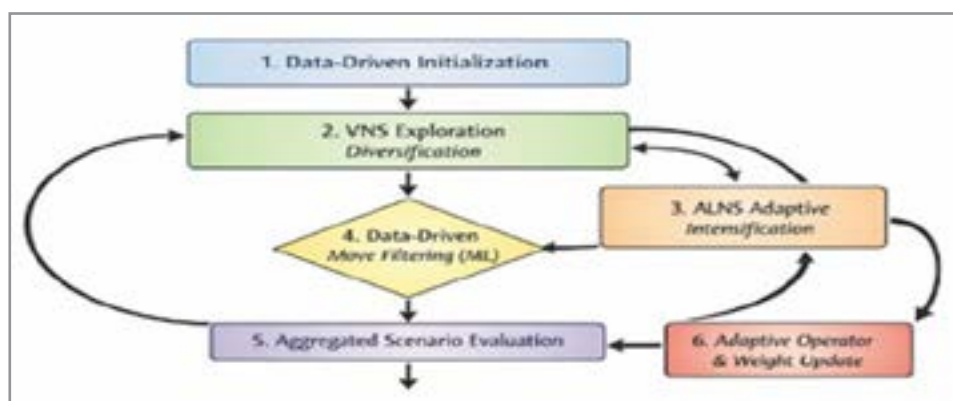 1. Data-Driven Initialization
2. VNS Exploration
Diversification
3. ALNS Adaptive
Intensification
4. Data-Driven
Move Filtering (ML)
5. Aggregated Scenario Evaluation
6. Adaptive Operator
& Weight Update